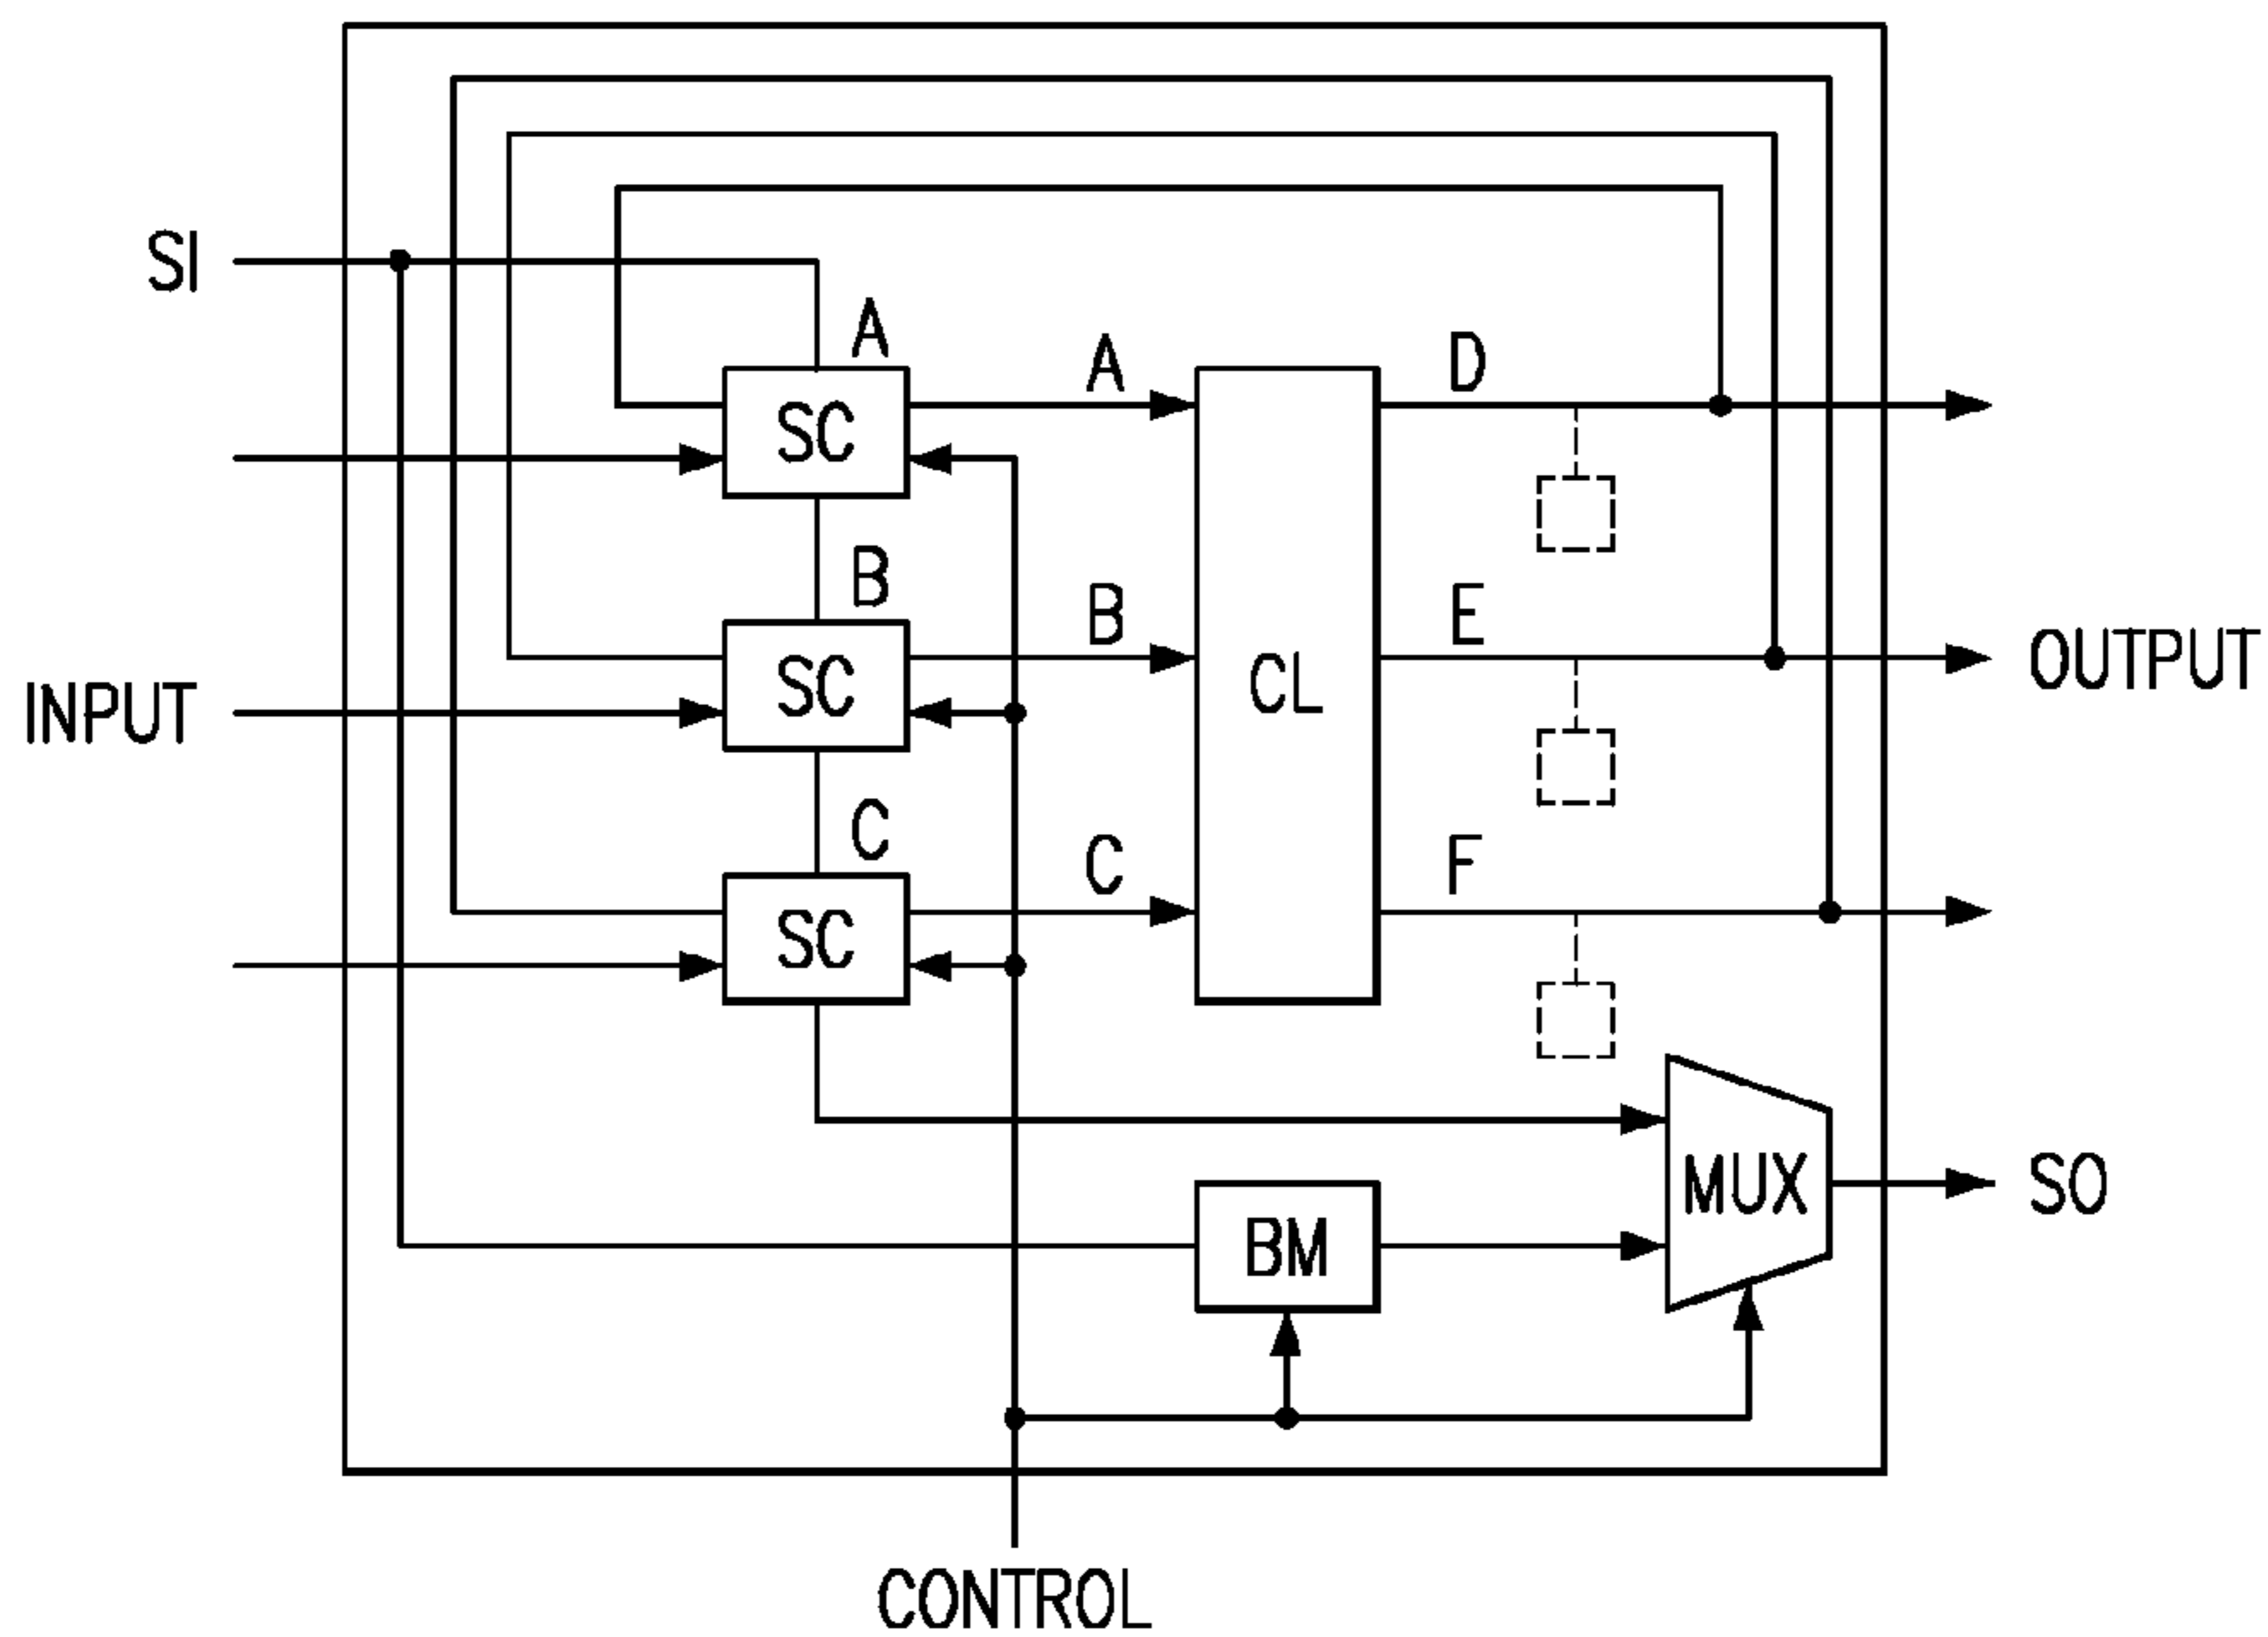 SI
A
A
D
SC
B
B
E
SC
CL
OUTPUT
INPUT
C
C
F
SC
MUX
SO
BM
CONTROL